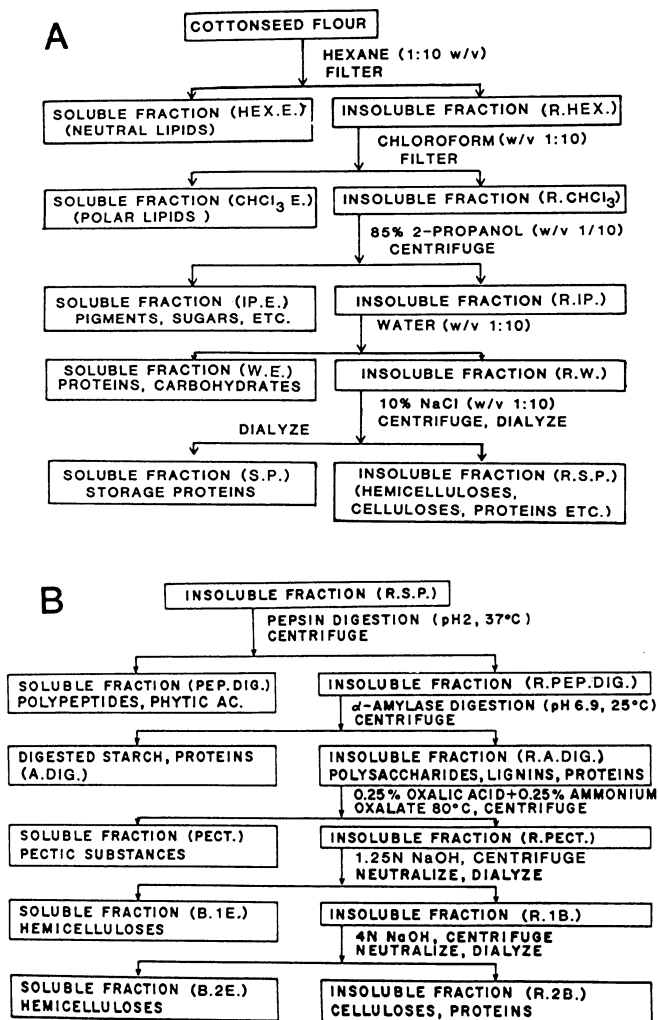 A
COTTONSEED FLOUR
HEXANE (1:10 w/v)
FILTER
SOLUBLE FRACTION (HEX.E.)
(NEUTRAL LIPIDS)
INSOLUBLE FRACTION (R.HEX.)
CHLOROFORM (w/v 1:10)
FILTER
SOLUBLE FRACTION (CHCl3 E.)
(POLAR LIPIDS )
INSOLUBLE FRACTION (R.CHCl3)
85% 2-PROPANOL (w/v 1/10)
CENTRIFUGE
SOLUBLE FRACTION (IP.E.)
PIGMENTS, SUGARS, ETC.
INSOLUBLE FRACTION (R.IP.)
WATER (w/v 1:10)
SOLUBLE FRACTION (W.E.)
PROTEINS, CARBOHYDRATES
INSOLUBLE FRACTION (R.W.)
10% NaCl (w/v 1:10)
CENTRIFUGE, DIALYZE
DIALYZE
SOLUBLE FRACTION (S.P.)
STORAGE PROTEINS
INSOLUBLE FRACTION (R.S.P.)
(HEMICELLULOSES,
CELLULOSES, PROTEINS ETC.)
B
INSOLUBLE FRACTION (R.S.P.)
PEPSIN DIGESTION (pH2, 37°C)
CENTRIFUGE
SOLUBLE FRACTION (PEP.DIG.)
POLYPEPTIDES, PHYTIC AC.
INSOLUBLE FRACTION (R.PEP.DIG.)
α-AMYLASE DIGESTION (pH 6.9, 25°C)
CENTRIFUGE
DIGESTED STARCH, PROTEINS
(A.DIG.)
INSOLUBLE FRACTION (R.A.DIG.)
POLYSACCHARIDES, LIGNINS, PROTEINS
0.25% OXALIC ACID+0.25% AMMONIUM
OXALATE 80°C, CENTRIFUGE
SOLUBLE FRACTION (PECT.)
PECTIC SUBSTANCES
INSOLUBLE FRACTION (R.PECT.)
1.25N NaOH, CENTRIFUGE
NEUTRALIZE, DIALYZE
SOLUBLE FRACTION (B.1E.)
HEMICELLULOSES
INSOLUBLE FRACTION (R.1B.)
4N NaOH, CENTRIFUGE
NEUTRALIZE, DIALYZE
SOLUBLE FRACTION (B.2E.)
HEMICELLULOSES
INSOLUBLE FRACTION (R.2B.)
CELLULOSES, PROTEINS